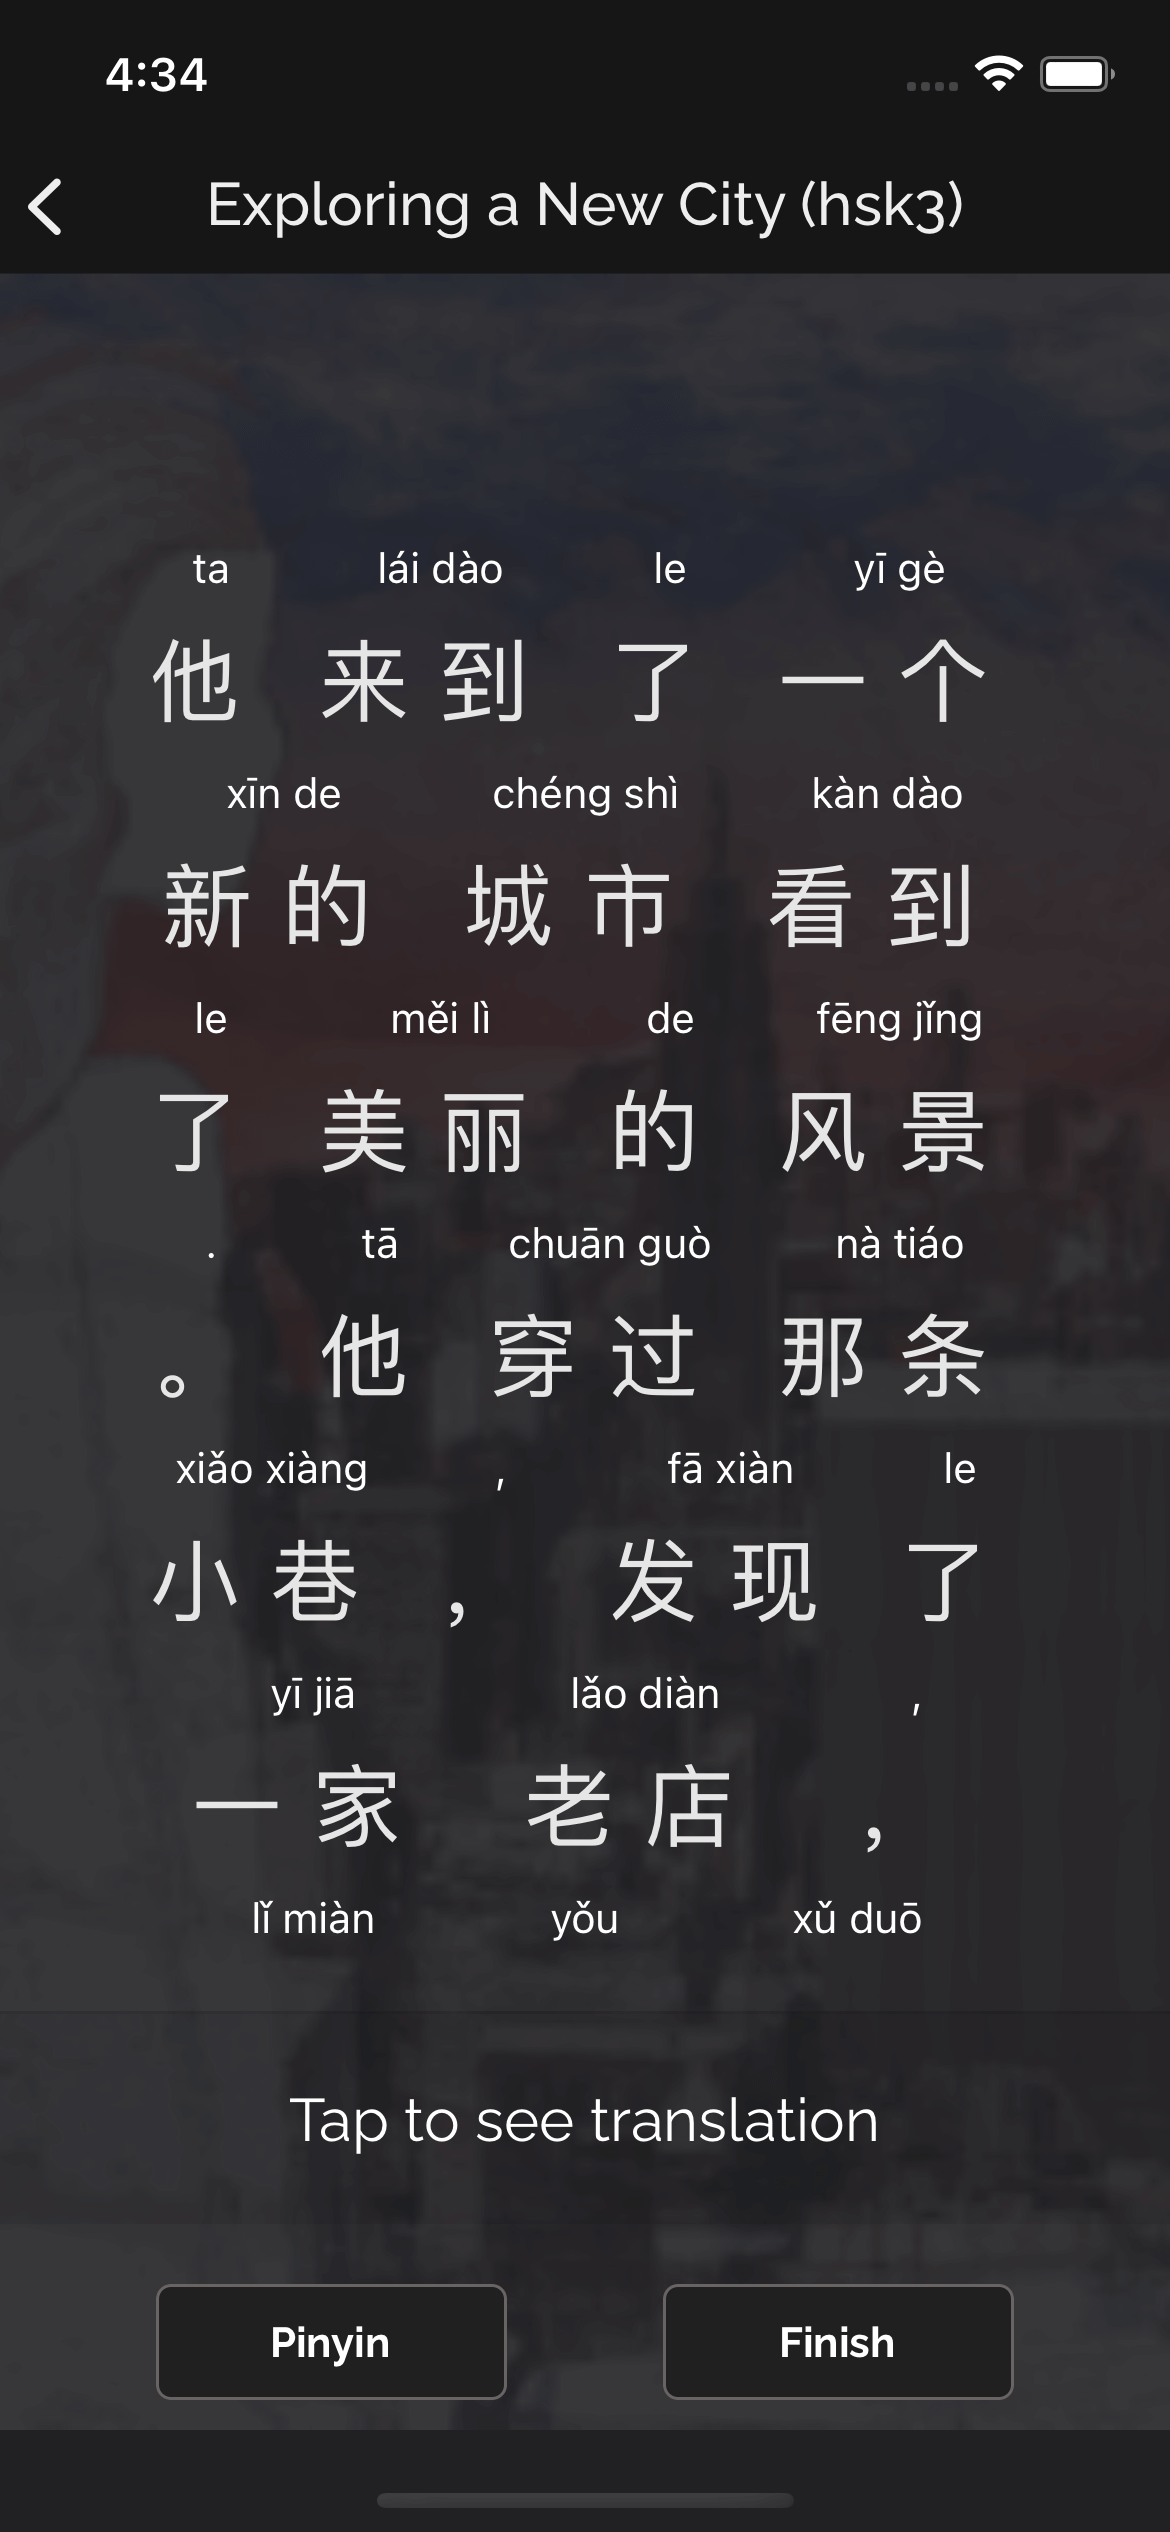 4:34
Exploring a New City (hsk3)
ta lái dào le yī gè
他 来到 了 一个
xīn de chéng shì kàn dào
新的 城市 看到
le měi lì de fēng jǐng
了 美丽 的 风景
. tā chuān guò nà tiáo
。 他 穿过 那条
xiǎo xiàng , fā xiàn le
小巷 ， 发现 了
yī jiā lǎo diàn ,
一家 老店 ，
lǐ miàn yǒu xǔ duō
Tap to see translation
Pinyin Finish